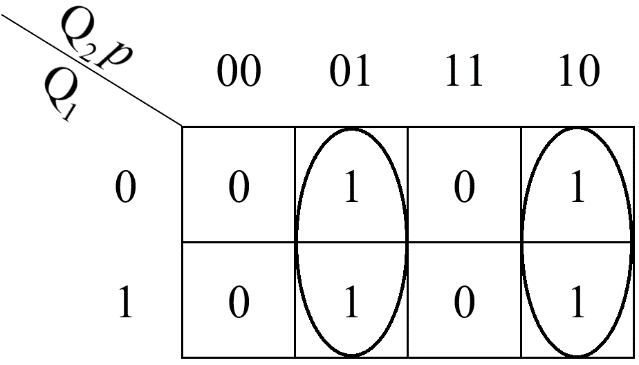 Q₂p
Q₁
00 01 11 10
0 0 1 0 1
1 0 1 0 1